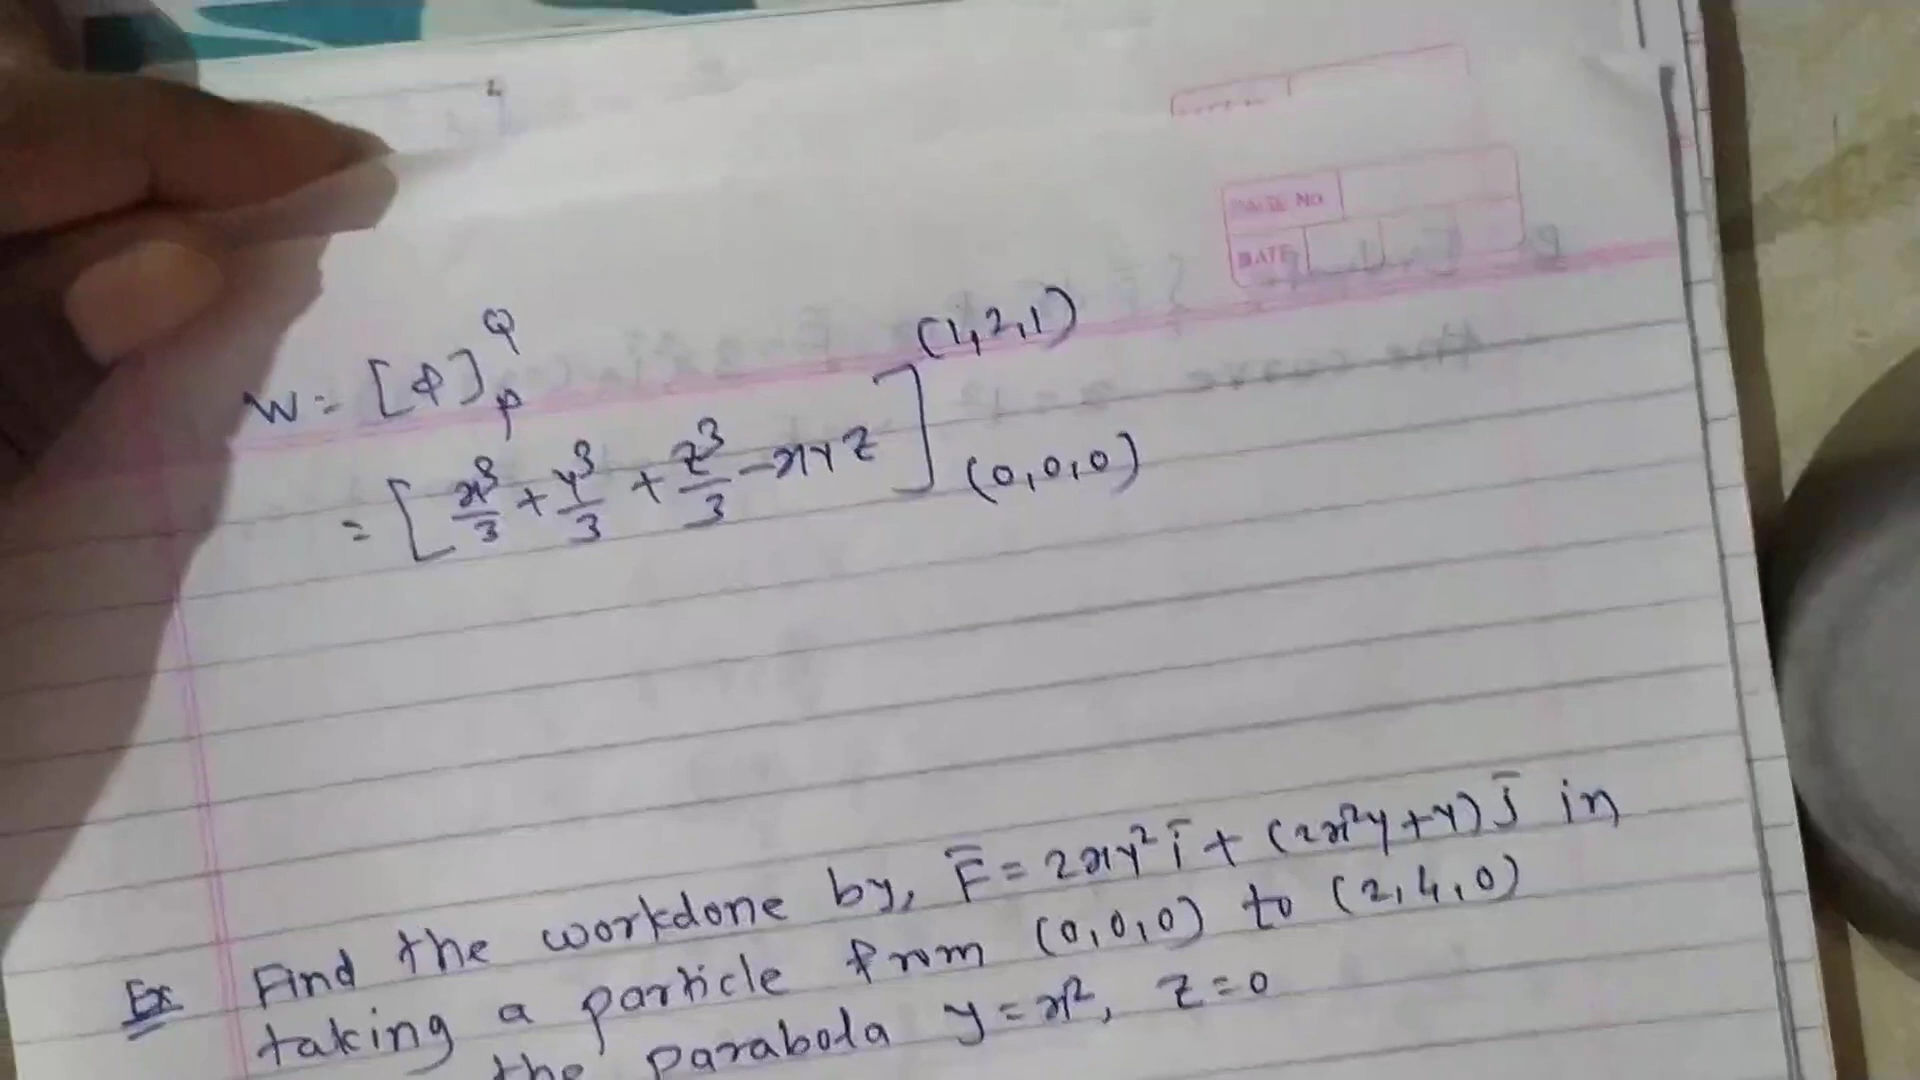 PAGE No.
DATE
W = [Φ]_P^Q
= [x³/3 + y³/3 + z³/3 - xyz]_(0,0,0)^(1,2,1)
Ex Find the workdone by, F̄ = 2xy² ī + (2x²y + y) j̄ in
taking a particle from (0,0,0) to (2,4,0)
the parabola y = x², z = 0